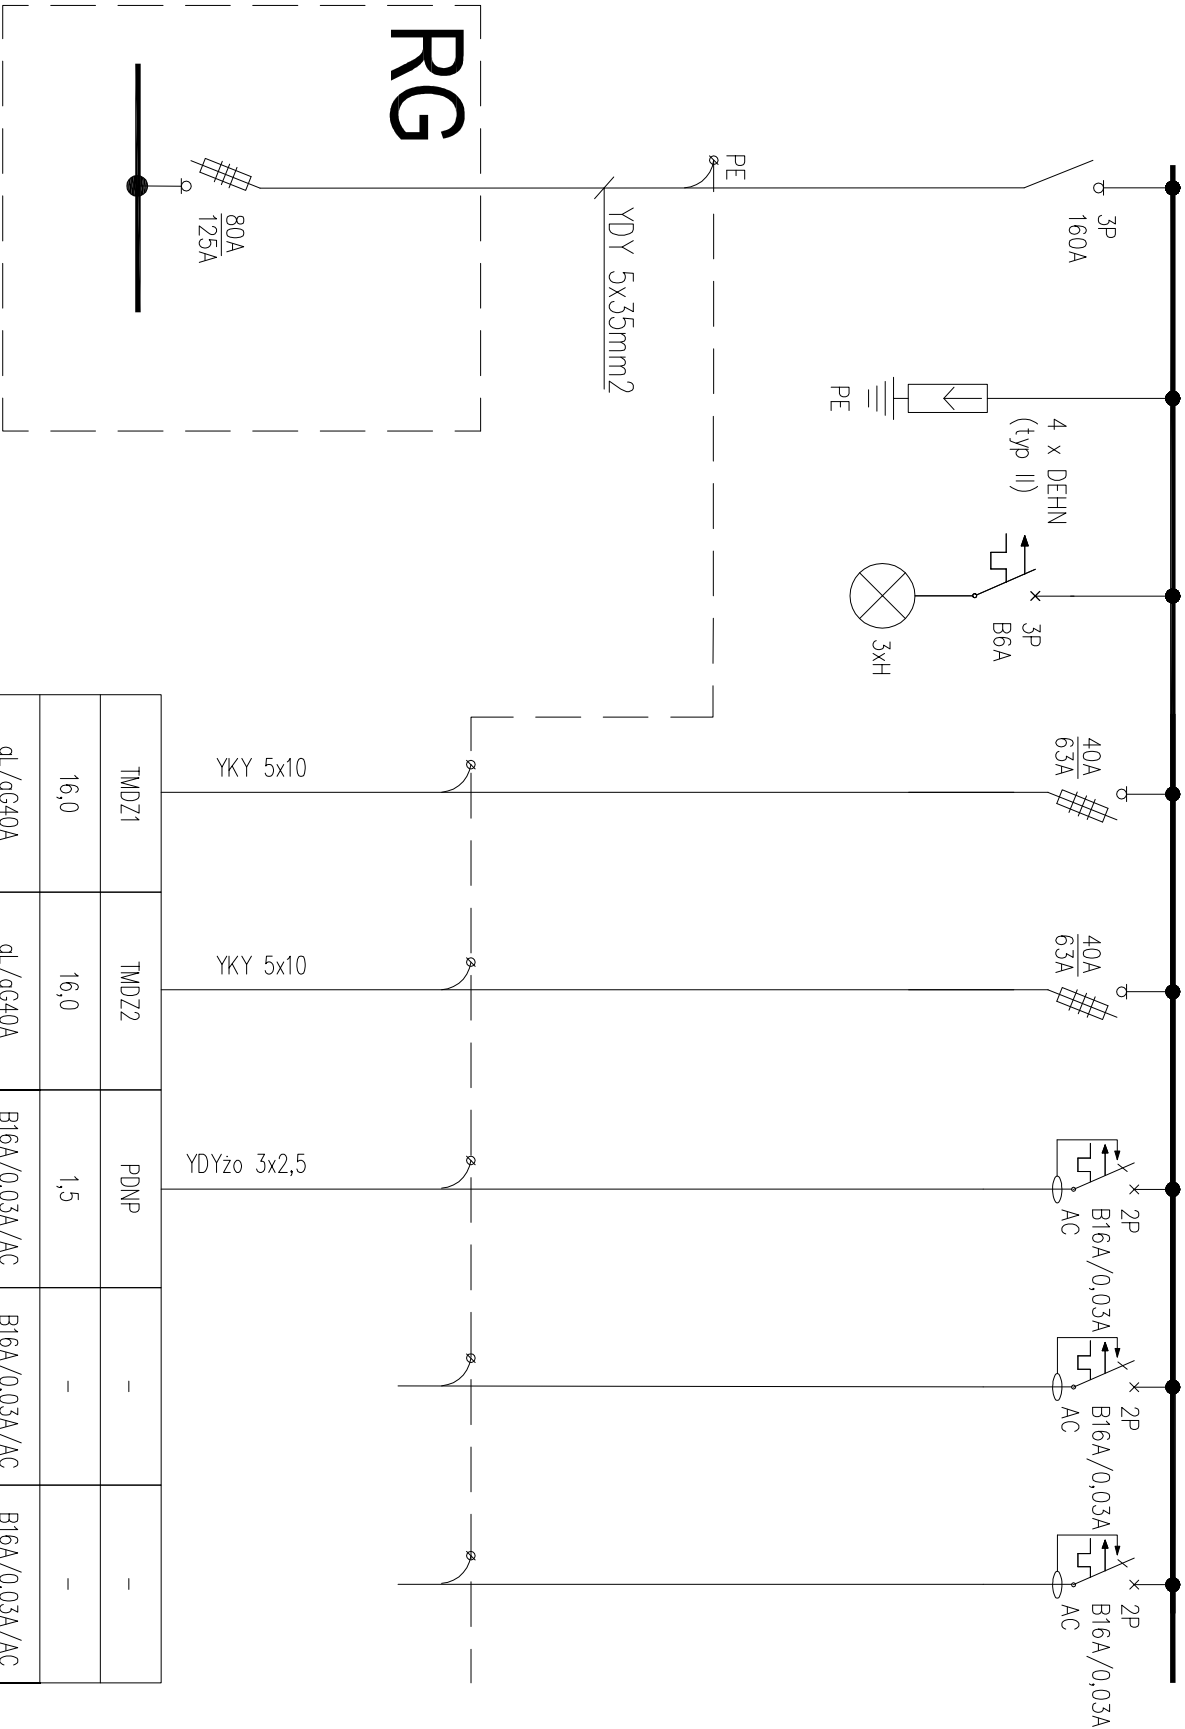 RG
80A
125A
YDY 5x35mm2
PE
3P
160A
4 x DEHN
(typ II)
PE
3P
B6A
3xH
40A
63A
40A
63A
2P
B16A/0,03A
AC
2P
B16A/0,03A
AC
2P
B16A/0,03A
AC
YKY 5x10
YKY 5x10
YDYżo 3x2,5
TMDZ1
TMDZ2
PDNP
-
-
16,0
16,0
1,5
-
-
gL/gG40A
gL/gG40A
B16A/0,03A/AC
B16A/0,03A/AC
B16A/0,03A/AC